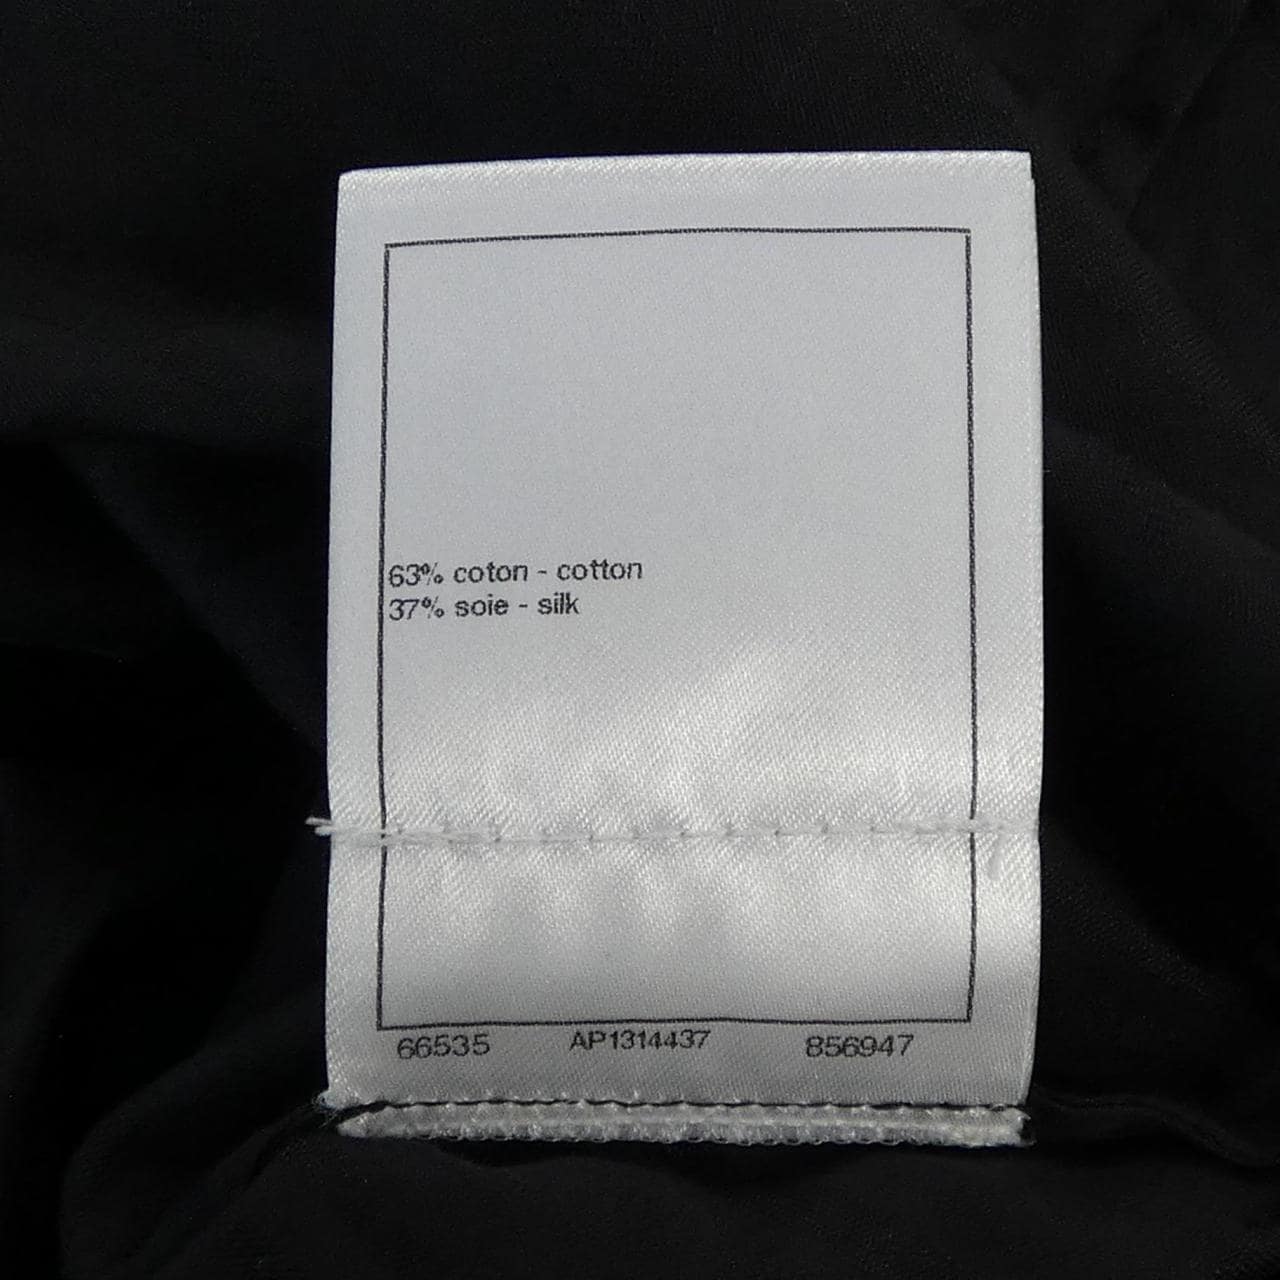 63% coton - cotton
37% soie - silk
66535 AP1314437 856947